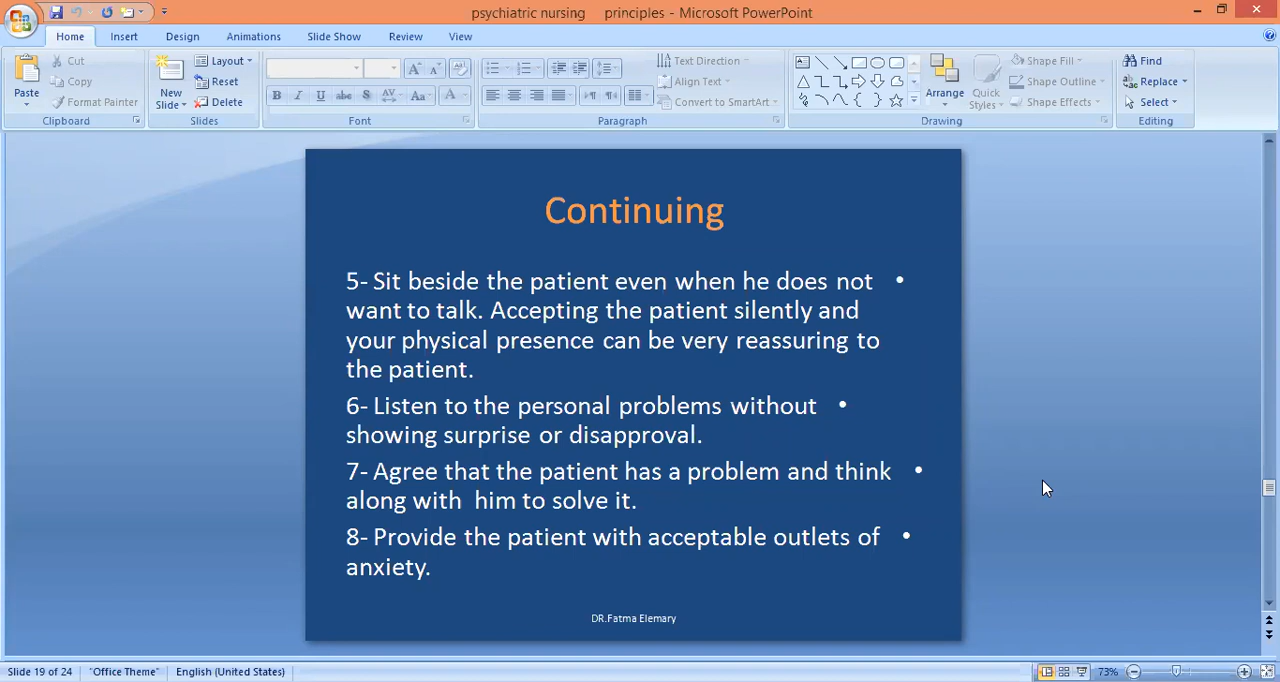 psychiatric nursing principles - Microsoft PowerPoint
Home Insert Design Animations Slide Show Review View
Paste
Cut
Copy
Format Painter
Clipboard
New
Slide
Layout
Reset
Delete
Slides
B I U abc S AV Aa A
Font
Text Direction
Align Text
Convert to SmartArt
Paragraph
Arrange
Quick
Styles
Shape Fill
Shape Outline
Shape Effects
Drawing
Find
Replace
Select
Editing
Continuing
5- Sit beside the patient even when he does not •
want to talk. Accepting the patient silently and
your physical presence can be very reassuring to
the patient.
6- Listen to the personal problems without •
showing surprise or disapproval.
7- Agree that the patient has a problem and think •
along with him to solve it.
8- Provide the patient with acceptable outlets of •
anxiety.
DR.Fatma Elemary
Slide 19 of 24 "Office Theme" English (United States) 73%